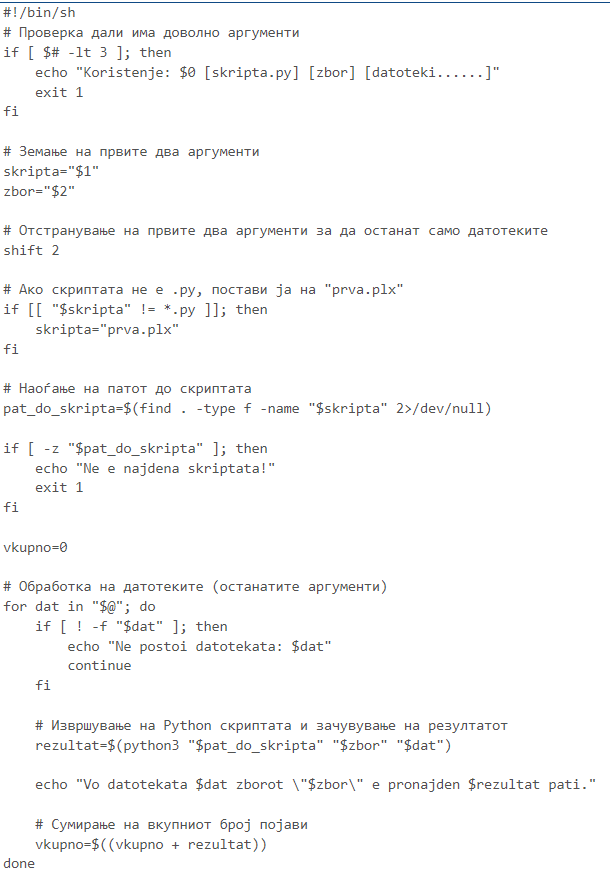 #!/bin/sh
# Проверка дали има доволно аргументи
if [ $# -lt 3 ]; then
    echo "Koristenje: $0 [skripta.py] [zbor] [datoteki......]"
    exit 1
fi

# Земање на првите два аргументи
skripta="$1"
zbor="$2"

# Отстранување на првите два аргументи за да останат само датотеките
shift 2

# Ако скриптата не е .py, постави ја на "prva.plx"
if [[ "$skripta" != *.py ]]; then
    skripta="prva.plx"
fi

# Наоѓање на патот до скриптата
pat_do_skripta=$(find . -type f -name "$skripta" 2>/dev/null)

if [ -z "$pat_do_skripta" ]; then
    echo "Ne e najdena skriptata!"
    exit 1
fi

vkupno=0

# Обработка на датотеките (останатите аргументи)
for dat in "$@"; do
    if [ ! -f "$dat" ]; then
        echo "Ne postoi datotekata: $dat"
        continue
    fi

    # Извршување на Python скриптата и зачувување на резултатот
    rezultat=$(python3 "$pat_do_skripta" "$zbor" "$dat")

    echo "Vo datotekata $dat zborot \"$zbor\" e pronajden $rezultat pati."

    # Сумирање на вкупниот број појави
    vkupno=$((vkupno + rezultat))
done